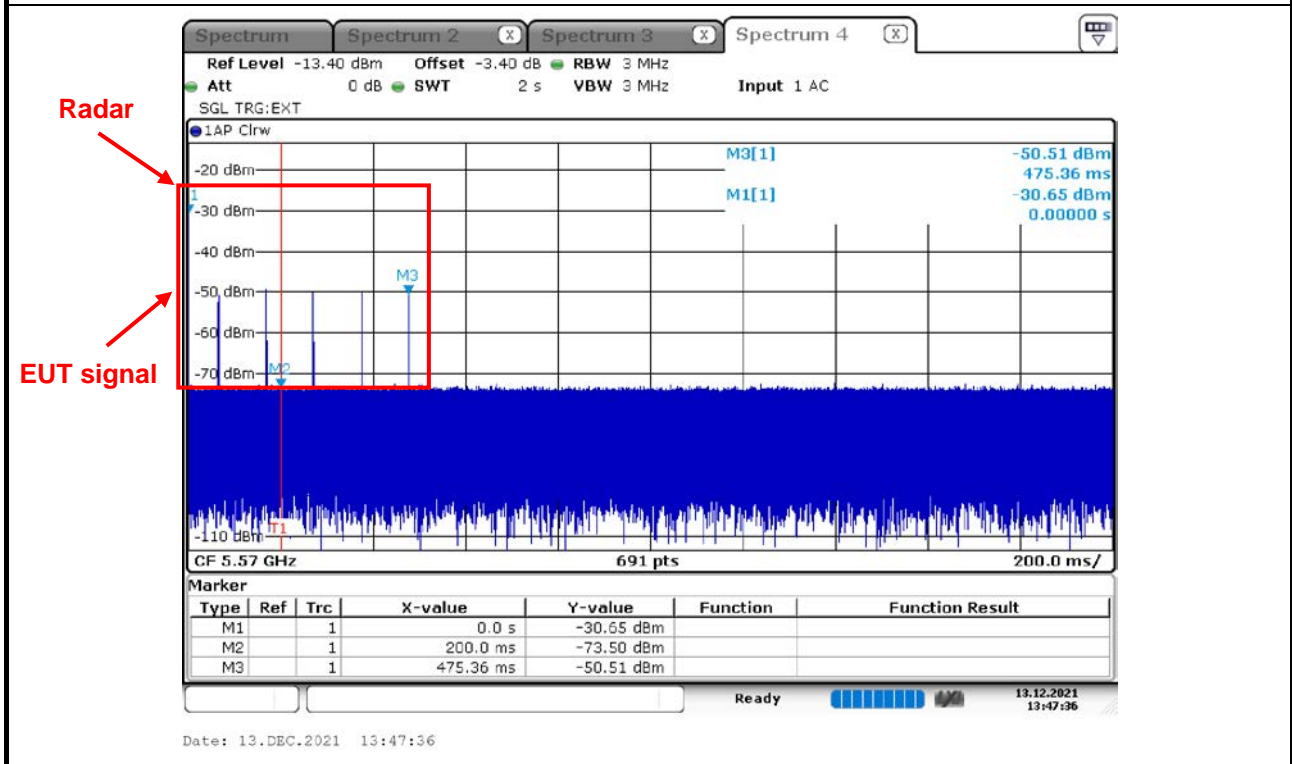 Spectrum Spectrum 2 X Spectrum 3 X Spectrum 4 X
Ref Level -13.40 dBm Offset -3.40 dB RBW 3 MHz
Att 0 dB SWT 2 s VBW 3 MHz Input 1 AC
SGL TRG:EXT
1AP Clrw
Radar
M3[1] -50.51 dBm
475.36 ms
M1[1] -30.65 dBm
0.00000 s
-20 dBm
1
-30 dBm
-40 dBm
M3
-50 dBm
-60 dBm
EUT signal
-70 dBm M2
-110 dBm T1
CF 5.57 GHz 691 pts 200.0 ms/
Marker
Type Ref Trc X-value Y-value Function Function Result
M1 1 0.0 s -30.65 dBm
M2 1 200.0 ms -73.50 dBm
M3 1 475.36 ms -50.51 dBm
Ready 13.12.2021
13:47:36
Date: 13.DEC.2021 13:47:36